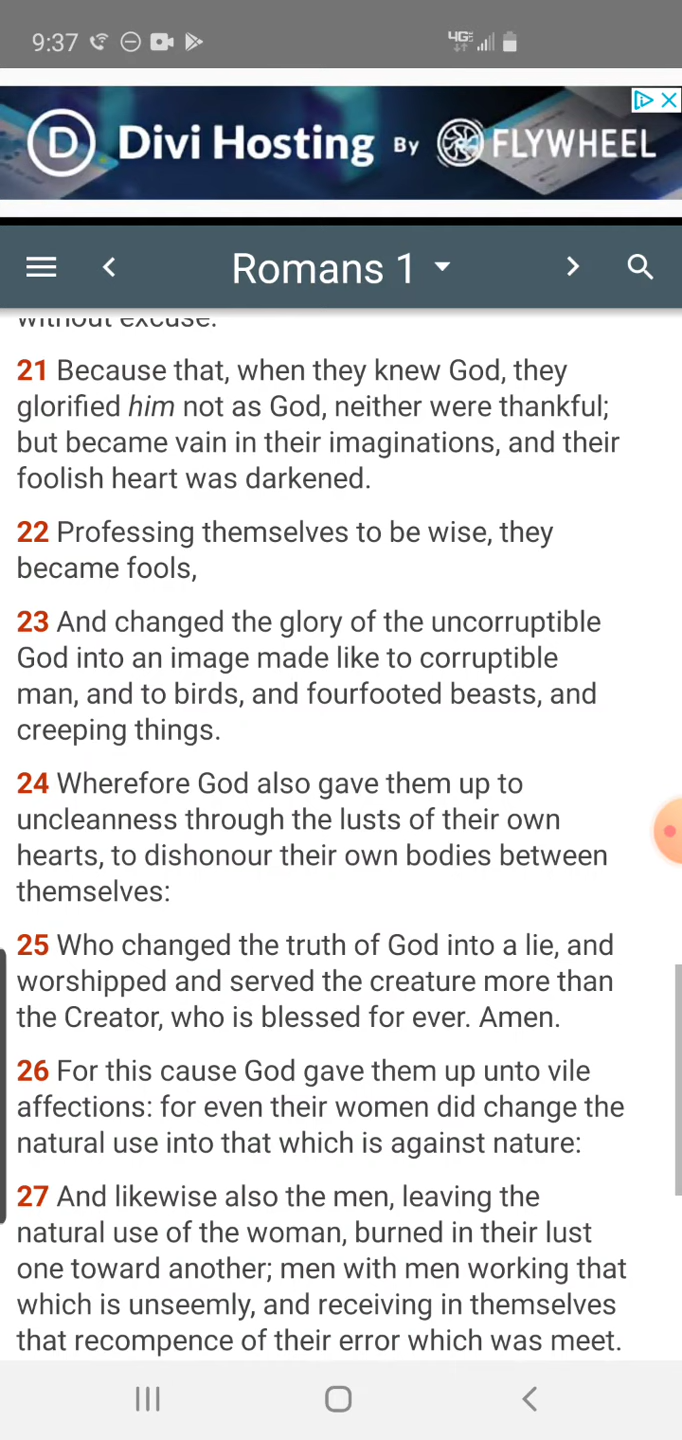 9:37
4GE
D Divi Hosting By FLYWHEEL
Romans 1
without excuse.
21 Because that, when they knew God, they
glorified him not as God, neither were thankful;
but became vain in their imaginations, and their
foolish heart was darkened.
22 Professing themselves to be wise, they
became fools,
23 And changed the glory of the uncorruptible
God into an image made like to corruptible
man, and to birds, and fourfooted beasts, and
creeping things.
24 Wherefore God also gave them up to
uncleanness through the lusts of their own
hearts, to dishonour their own bodies between
themselves:
25 Who changed the truth of God into a lie, and
worshipped and served the creature more than
the Creator, who is blessed for ever. Amen.
26 For this cause God gave them up unto vile
affections: for even their women did change the
natural use into that which is against nature:
27 And likewise also the men, leaving the
natural use of the woman, burned in their lust
one toward another; men with men working that
which is unseemly, and receiving in themselves
that recompence of their error which was meet.